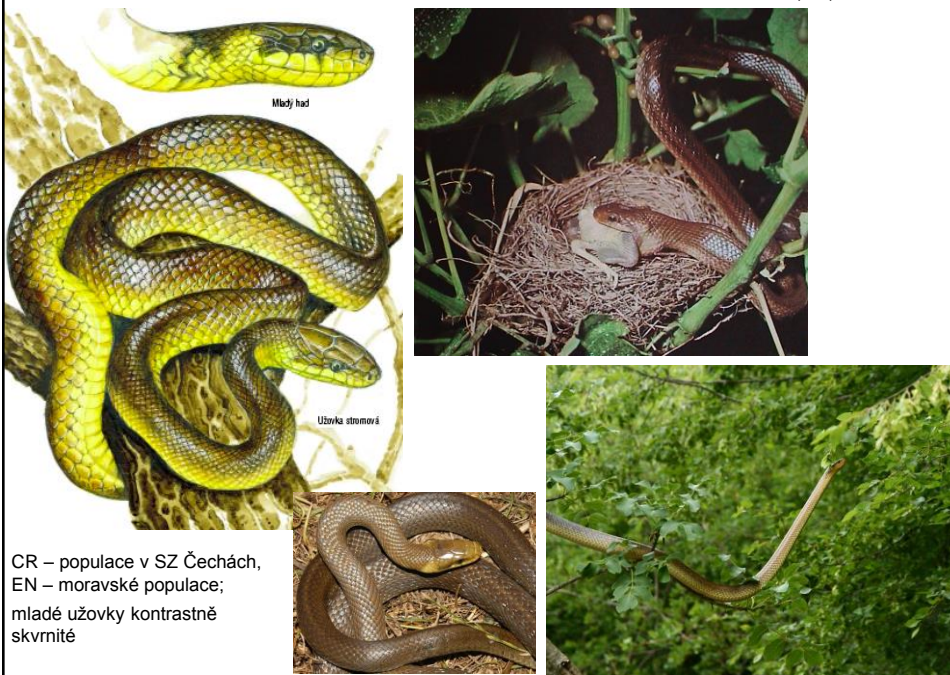 Mladý had
Užovka stromová
CR – populace v SZ Čechách,
EN – moravské populace;
mladé užovky kontrastně
skvrnité